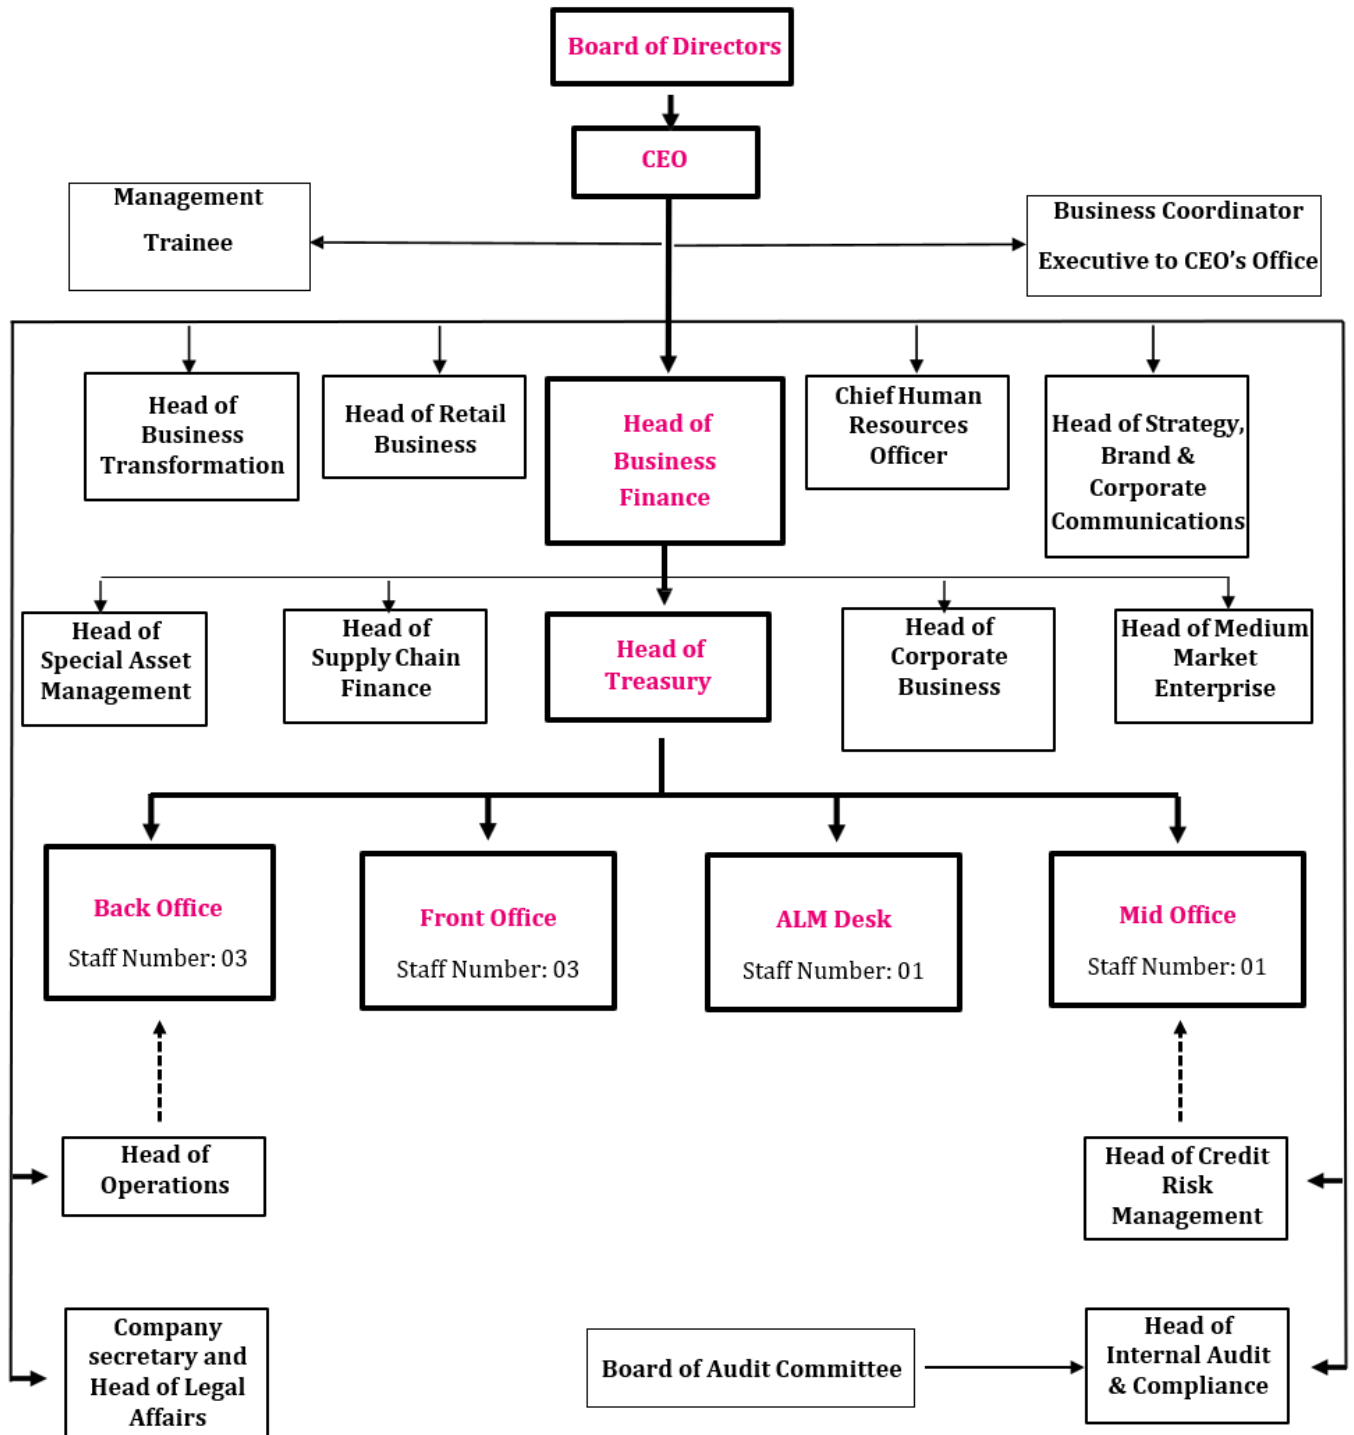 Board of Directors
CEO
Management
Trainee
Business Coordinator
Executive to CEO’s Office
Head of
Business
Transformation
Head of Retail
Business
Head of
Business
Finance
Chief Human
Resources
Officer
Head of Strategy,
Brand &
Corporate
Communications
Head of
Special Asset
Management
Head of
Supply Chain
Finance
Head of
Treasury
Head of
Corporate
Business
Head of Medium
Market
Enterprise
Back Office
Staff Number: 03
Front Office
Staff Number: 03
ALM Desk
Staff Number: 01
Mid Office
Staff Number: 01
Head of
Operations
Head of Credit
Risk
Management
Company
secretary and
Head of Legal
Affairs
Board of Audit Committee
Head of
Internal Audit
& Compliance